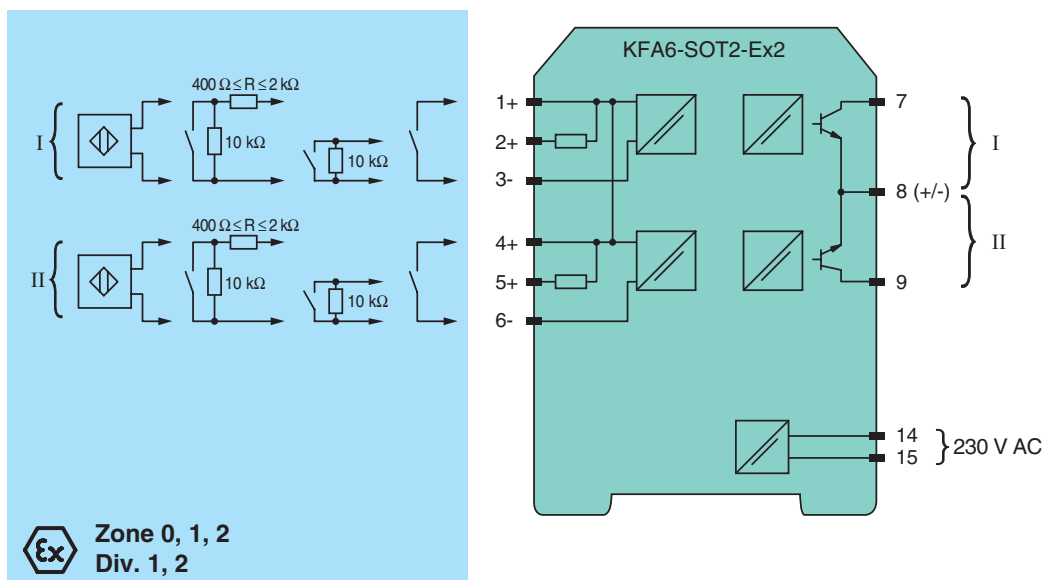 KFA6-SOT2-Ex2
400 Ω ≤ R ≤ 2 kΩ
I
10 kΩ
10 kΩ
400 Ω ≤ R ≤ 2 kΩ
II
10 kΩ
10 kΩ
1+
2+
3-
4+
5+
6-
7
I
8 (+/-)
II
9
14
15
230 V AC
Ex
Zone 0, 1, 2
Div. 1, 2